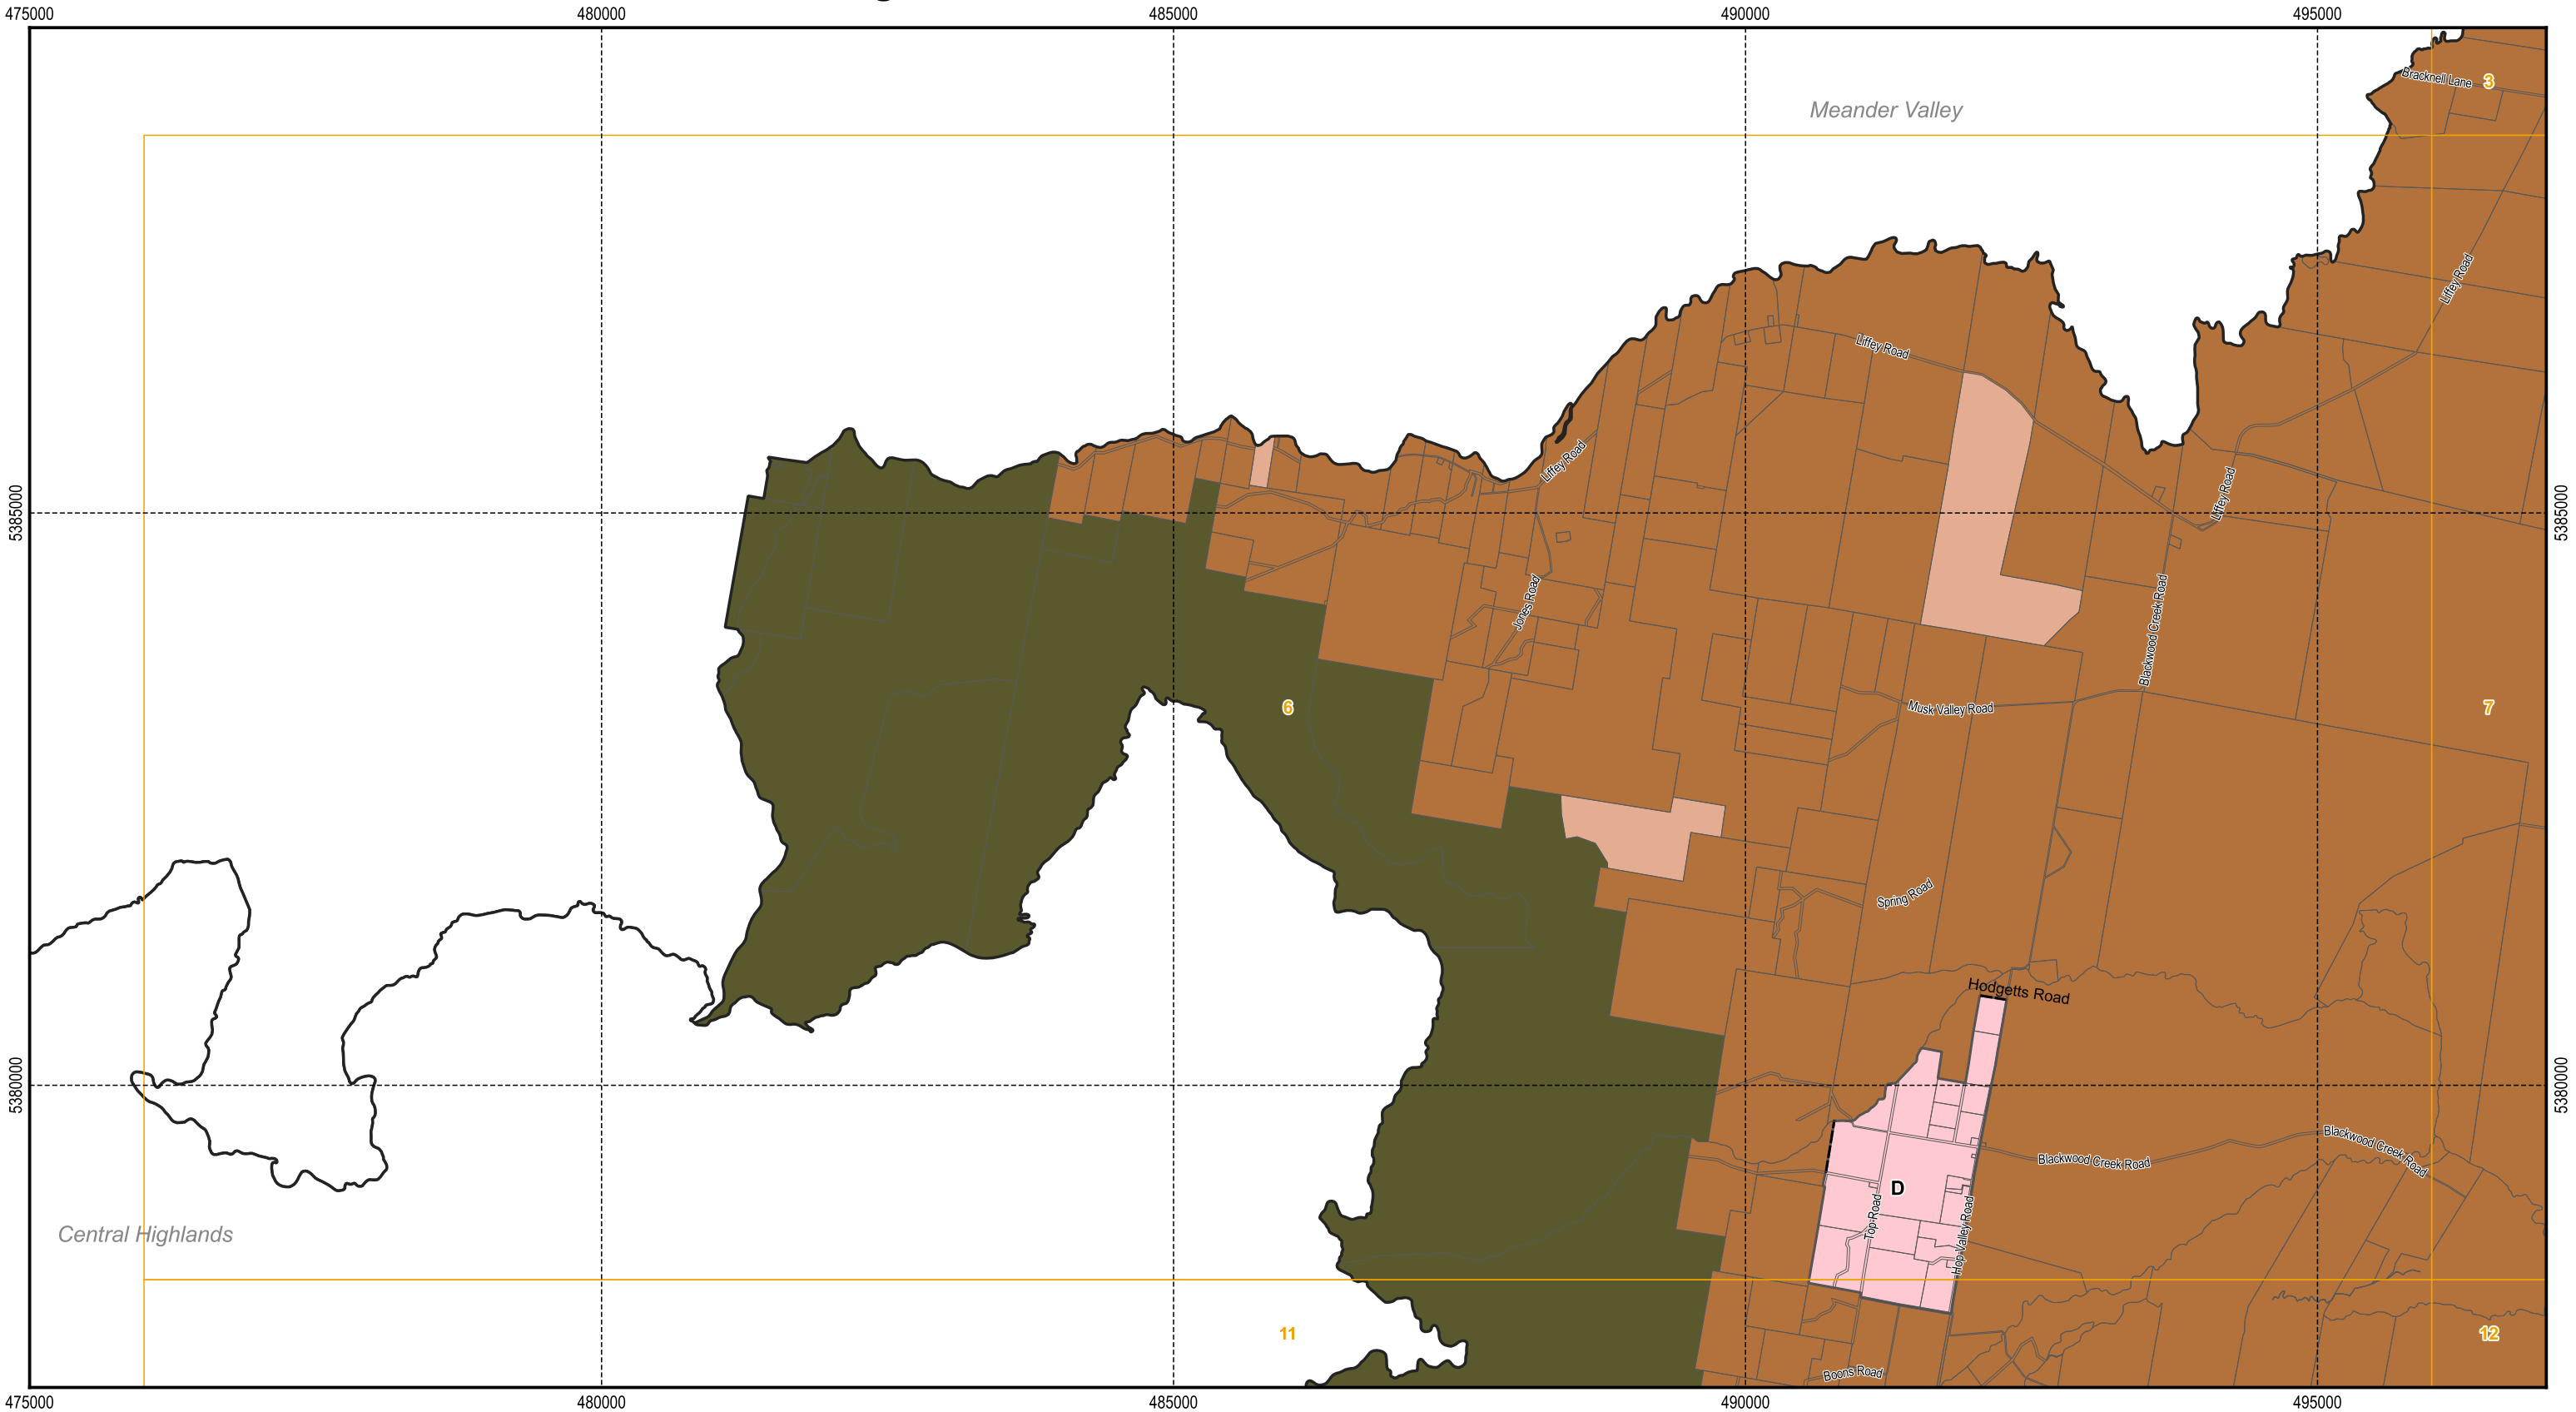 475000 480000 485000 490000 495000
Bracknell Lane
3
Meander Valley
Liffey Road
Liffey Road
Liffey Road
Liffey Road
5385000
5385000
Jones Road
Blackwood Creek Road
6
Musk Valley Road
7
Spring Road
Hodgetts Road
5380000
5380000
Blackwood Creek Road
Blackwood Creek Road
D
Top Road
Hop Valley Road
Central Highlands
11
12
Boons Road
475000 480000 485000 490000 495000